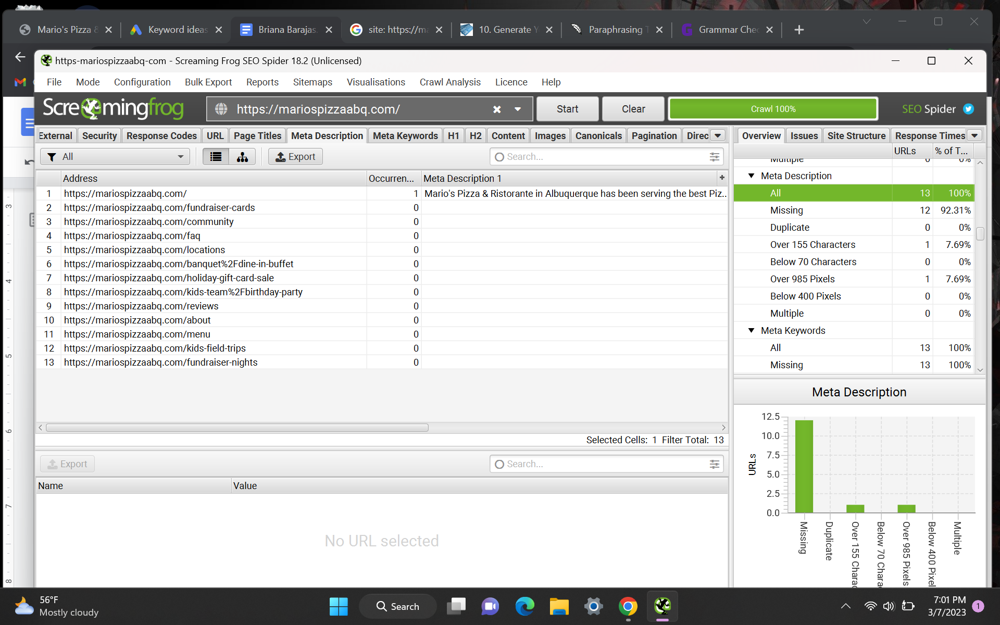 Mario's Pizza &
Keyword ideas
Briana Barajas.
site: https://ma
10. Generate Y
Paraphrasing T
Grammar Chec
https-mariospizzaabq-com - Screaming Frog SEO Spider 18.2 (Unlicensed)
File Mode Configuration Bulk Export Reports Sitemaps Visualisations Crawl Analysis Licence Help
Screamingfrog
https://mariospizzaabq.com/
Start
Clear
Crawl 100%
SEO Spider
External Security Response Codes URL Page Titles Meta Description Meta Keywords H1 H2 Content Images Canonicals Pagination Direc
Overview Issues Site Structure Response Times
All
Export
Search...
URLs % of T...
Address Occurren... Meta Description 1 +
1 https://mariospizzaabq.com/ 1 Mario's Pizza & Ristorante in Albuquerque has been serving the best Piz...
2 https://mariospizzaabq.com/fundraiser-cards 0
3 https://mariospizzaabq.com/community 0
4 https://mariospizzaabq.com/faq 0
5 https://mariospizzaabq.com/locations 0
6 https://mariospizzaabq.com/banquet%2Fdine-in-buffet 0
7 https://mariospizzaabq.com/holiday-gift-card-sale 0
8 https://mariospizzaabq.com/kids-team%2Fbirthday-party 0
9 https://mariospizzaabq.com/reviews 0
10 https://mariospizzaabq.com/about 0
11 https://mariospizzaabq.com/menu 0
12 https://mariospizzaabq.com/kids-field-trips 0
13 https://mariospizzaabq.com/fundraiser-nights 0
Selected Cells: 1 Filter Total: 13
Export
Search...
Name Value
No URL selected
Multiple 0 0%
Meta Description
All 13 100%
Missing 12 92.31%
Duplicate 0 0%
Over 155 Characters 1 7.69%
Below 70 Characters 0 0%
Over 985 Pixels 1 7.69%
Below 400 Pixels 0 0%
Multiple 0 0%
Meta Keywords
All 13 100%
Missing 13 100%
Meta Description
12.5
10.0
7.5
5.0
2.5
0.0
URLs
Missing
Duplicate
Over 155 Charac
Below 70 Chara
Over 985 Pixels
Below 400 Pixel
Multiple
3
4
5
6
7
8
56°F
Mostly cloudy
Search
7:01 PM
3/7/2023
1